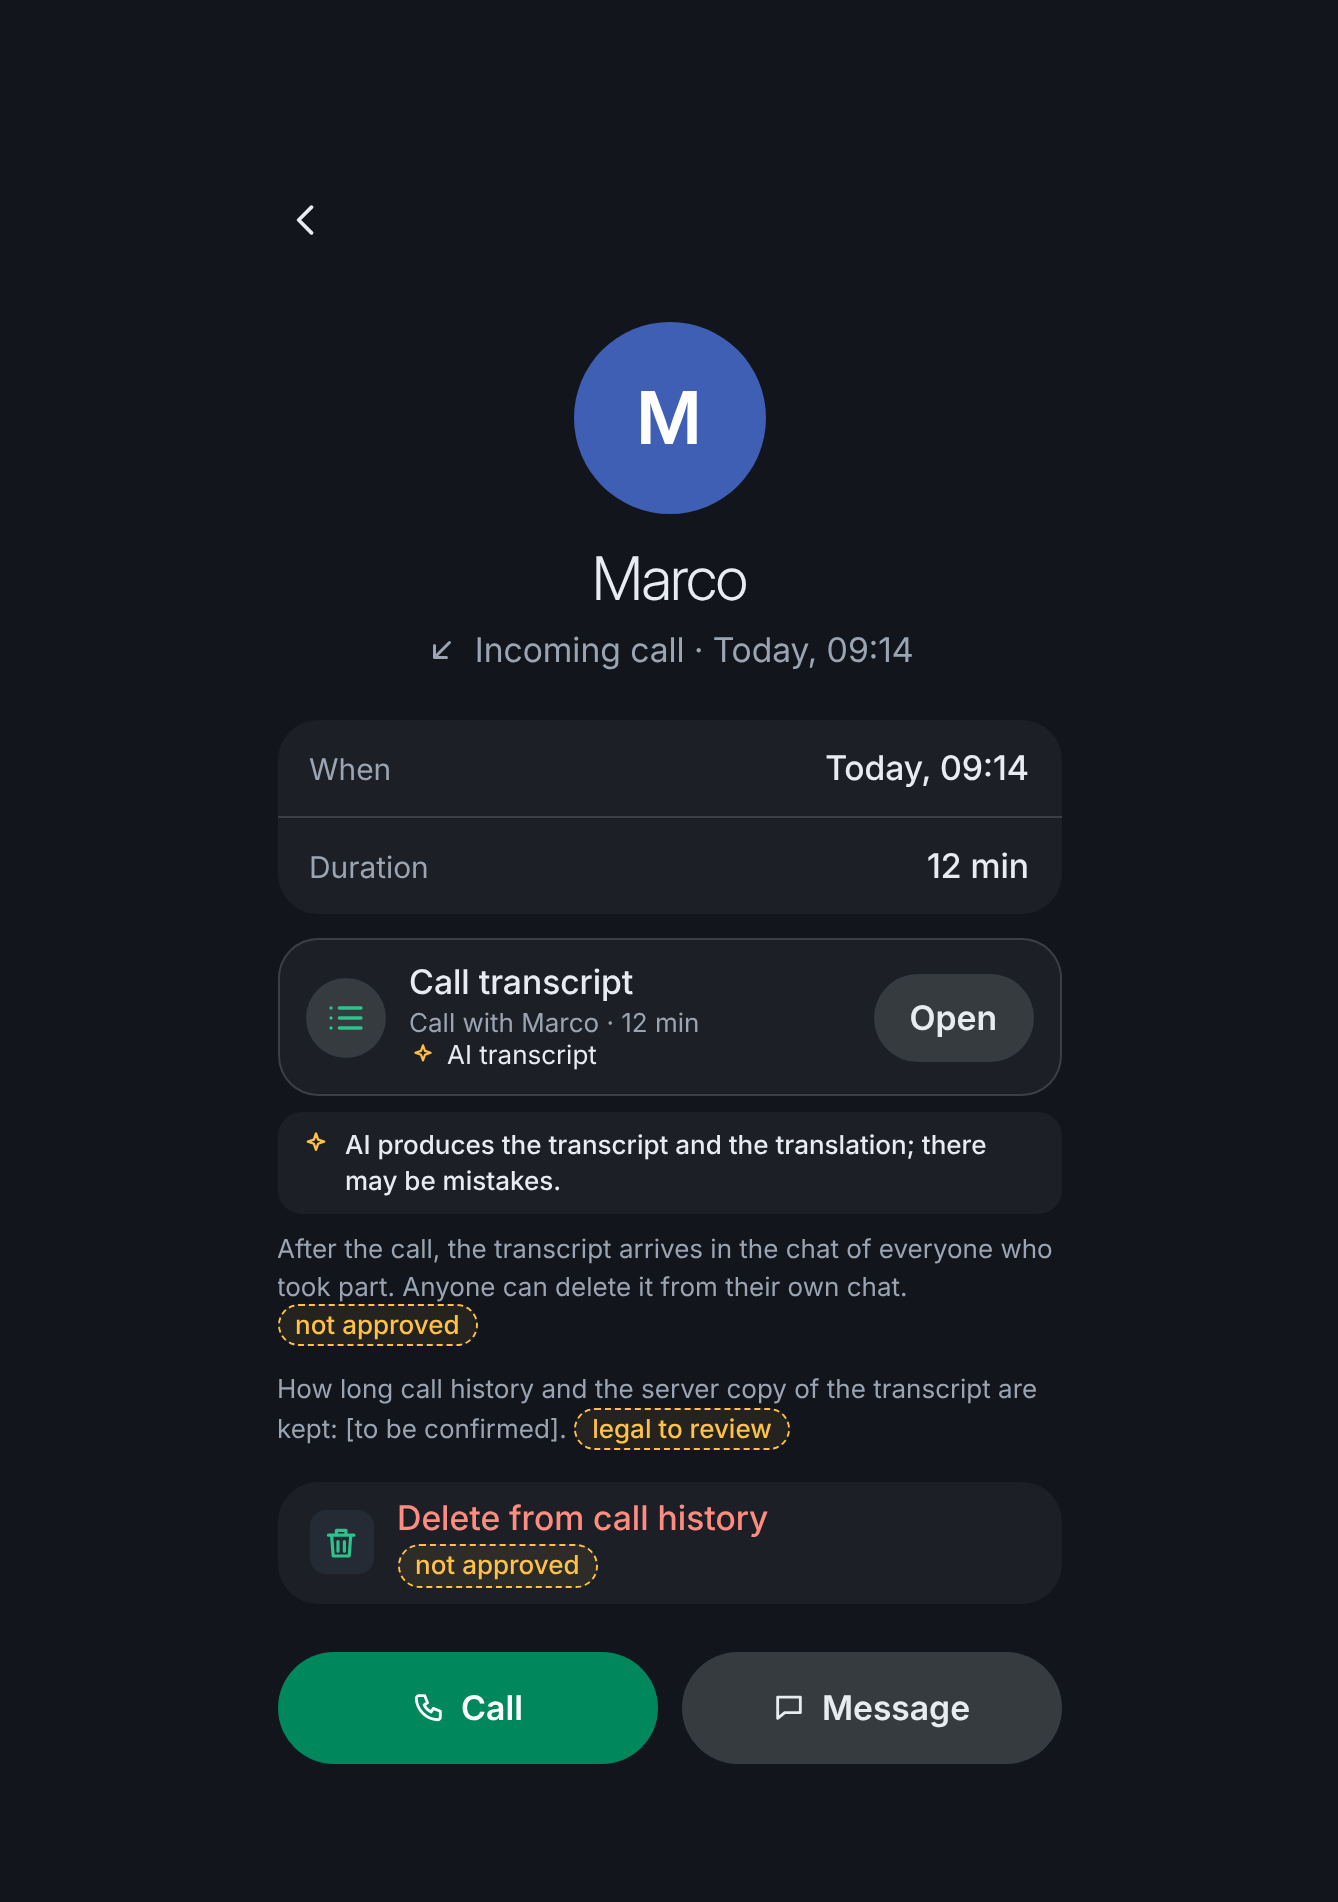 M
Marco
Incoming call · Today, 09:14
When
Today, 09:14
Duration
12 min
Call transcript
Call with Marco · 12 min
AI transcript
Open
AI produces the transcript and the translation; there
may be mistakes.
After the call, the transcript arrives in the chat of everyone who
took part. Anyone can delete it from their own chat.
not approved
How long call history and the server copy of the transcript are
kept: [to be confirmed]. legal to review
Delete from call history
not approved
Call
Message